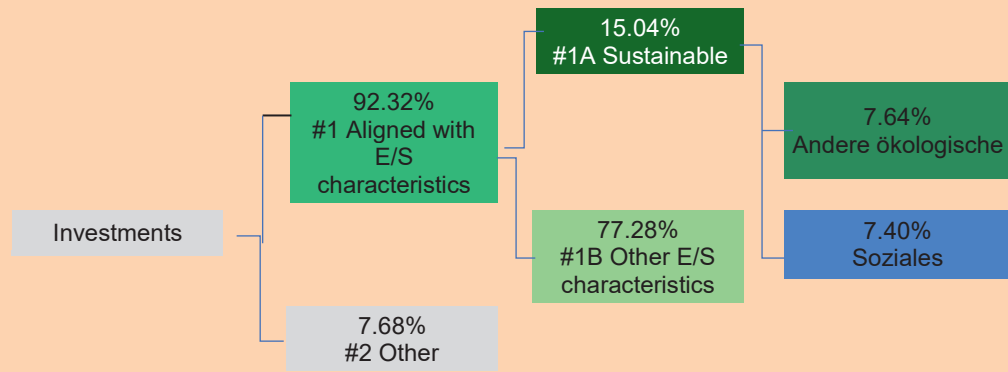 Investments
92.32%
#1 Aligned with
E/S
characteristics
7.68%
#2 Other
15.04%
#1A Sustainable
77.28%
#1B Other E/S
characteristics
7.64%
Andere ökologische
7.40%
Soziales